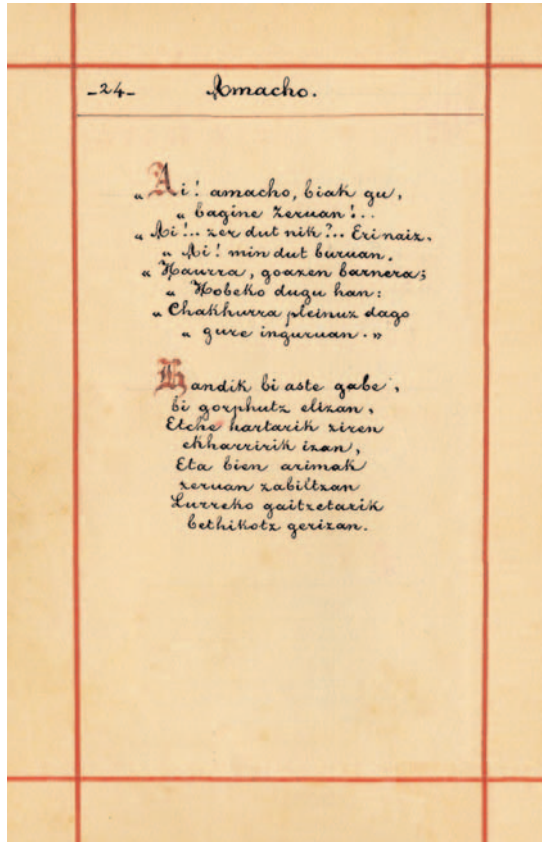 -24- Amacho.
„Ai! amacho, biak gu,
„ bagine zeruan!..
„ Ai!.. zer dut nik?.. Eri naiz.
„ Ai! min dut buruan.
„ Haurra, goazen barnera;
„ Hobeko dugu han:
„ Chakhurra pleinuz dago
„ gure inguruan.”
Handik bi aste gabe,
bi gorphutz elizan,
Etche hartarik ziren
ekharririk izan,
Eta bien arimak
zeruan zabiltzan
Lurreko gaitzetarik
bethikotz gerizan.